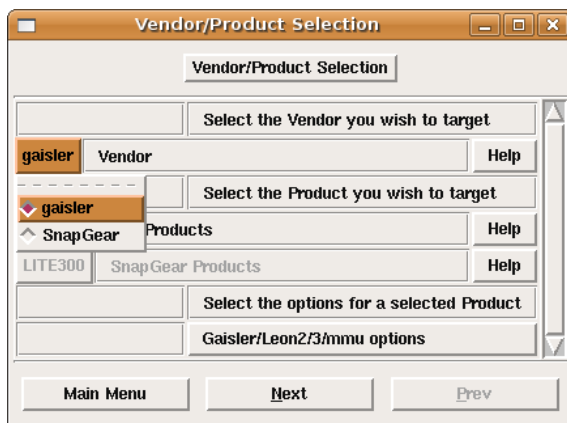 Vendor/Product Selection
Vendor/Product Selection
Select the Vendor you wish to target
gaisler Vendor Help
Select the Product you wish to target
gaisler
Products Help
SnapGear
LITE300 SnapGear Products Help
Select the options for a selected Product
Gaisler/Leon2/3/mmu options
Main Menu Next Prev